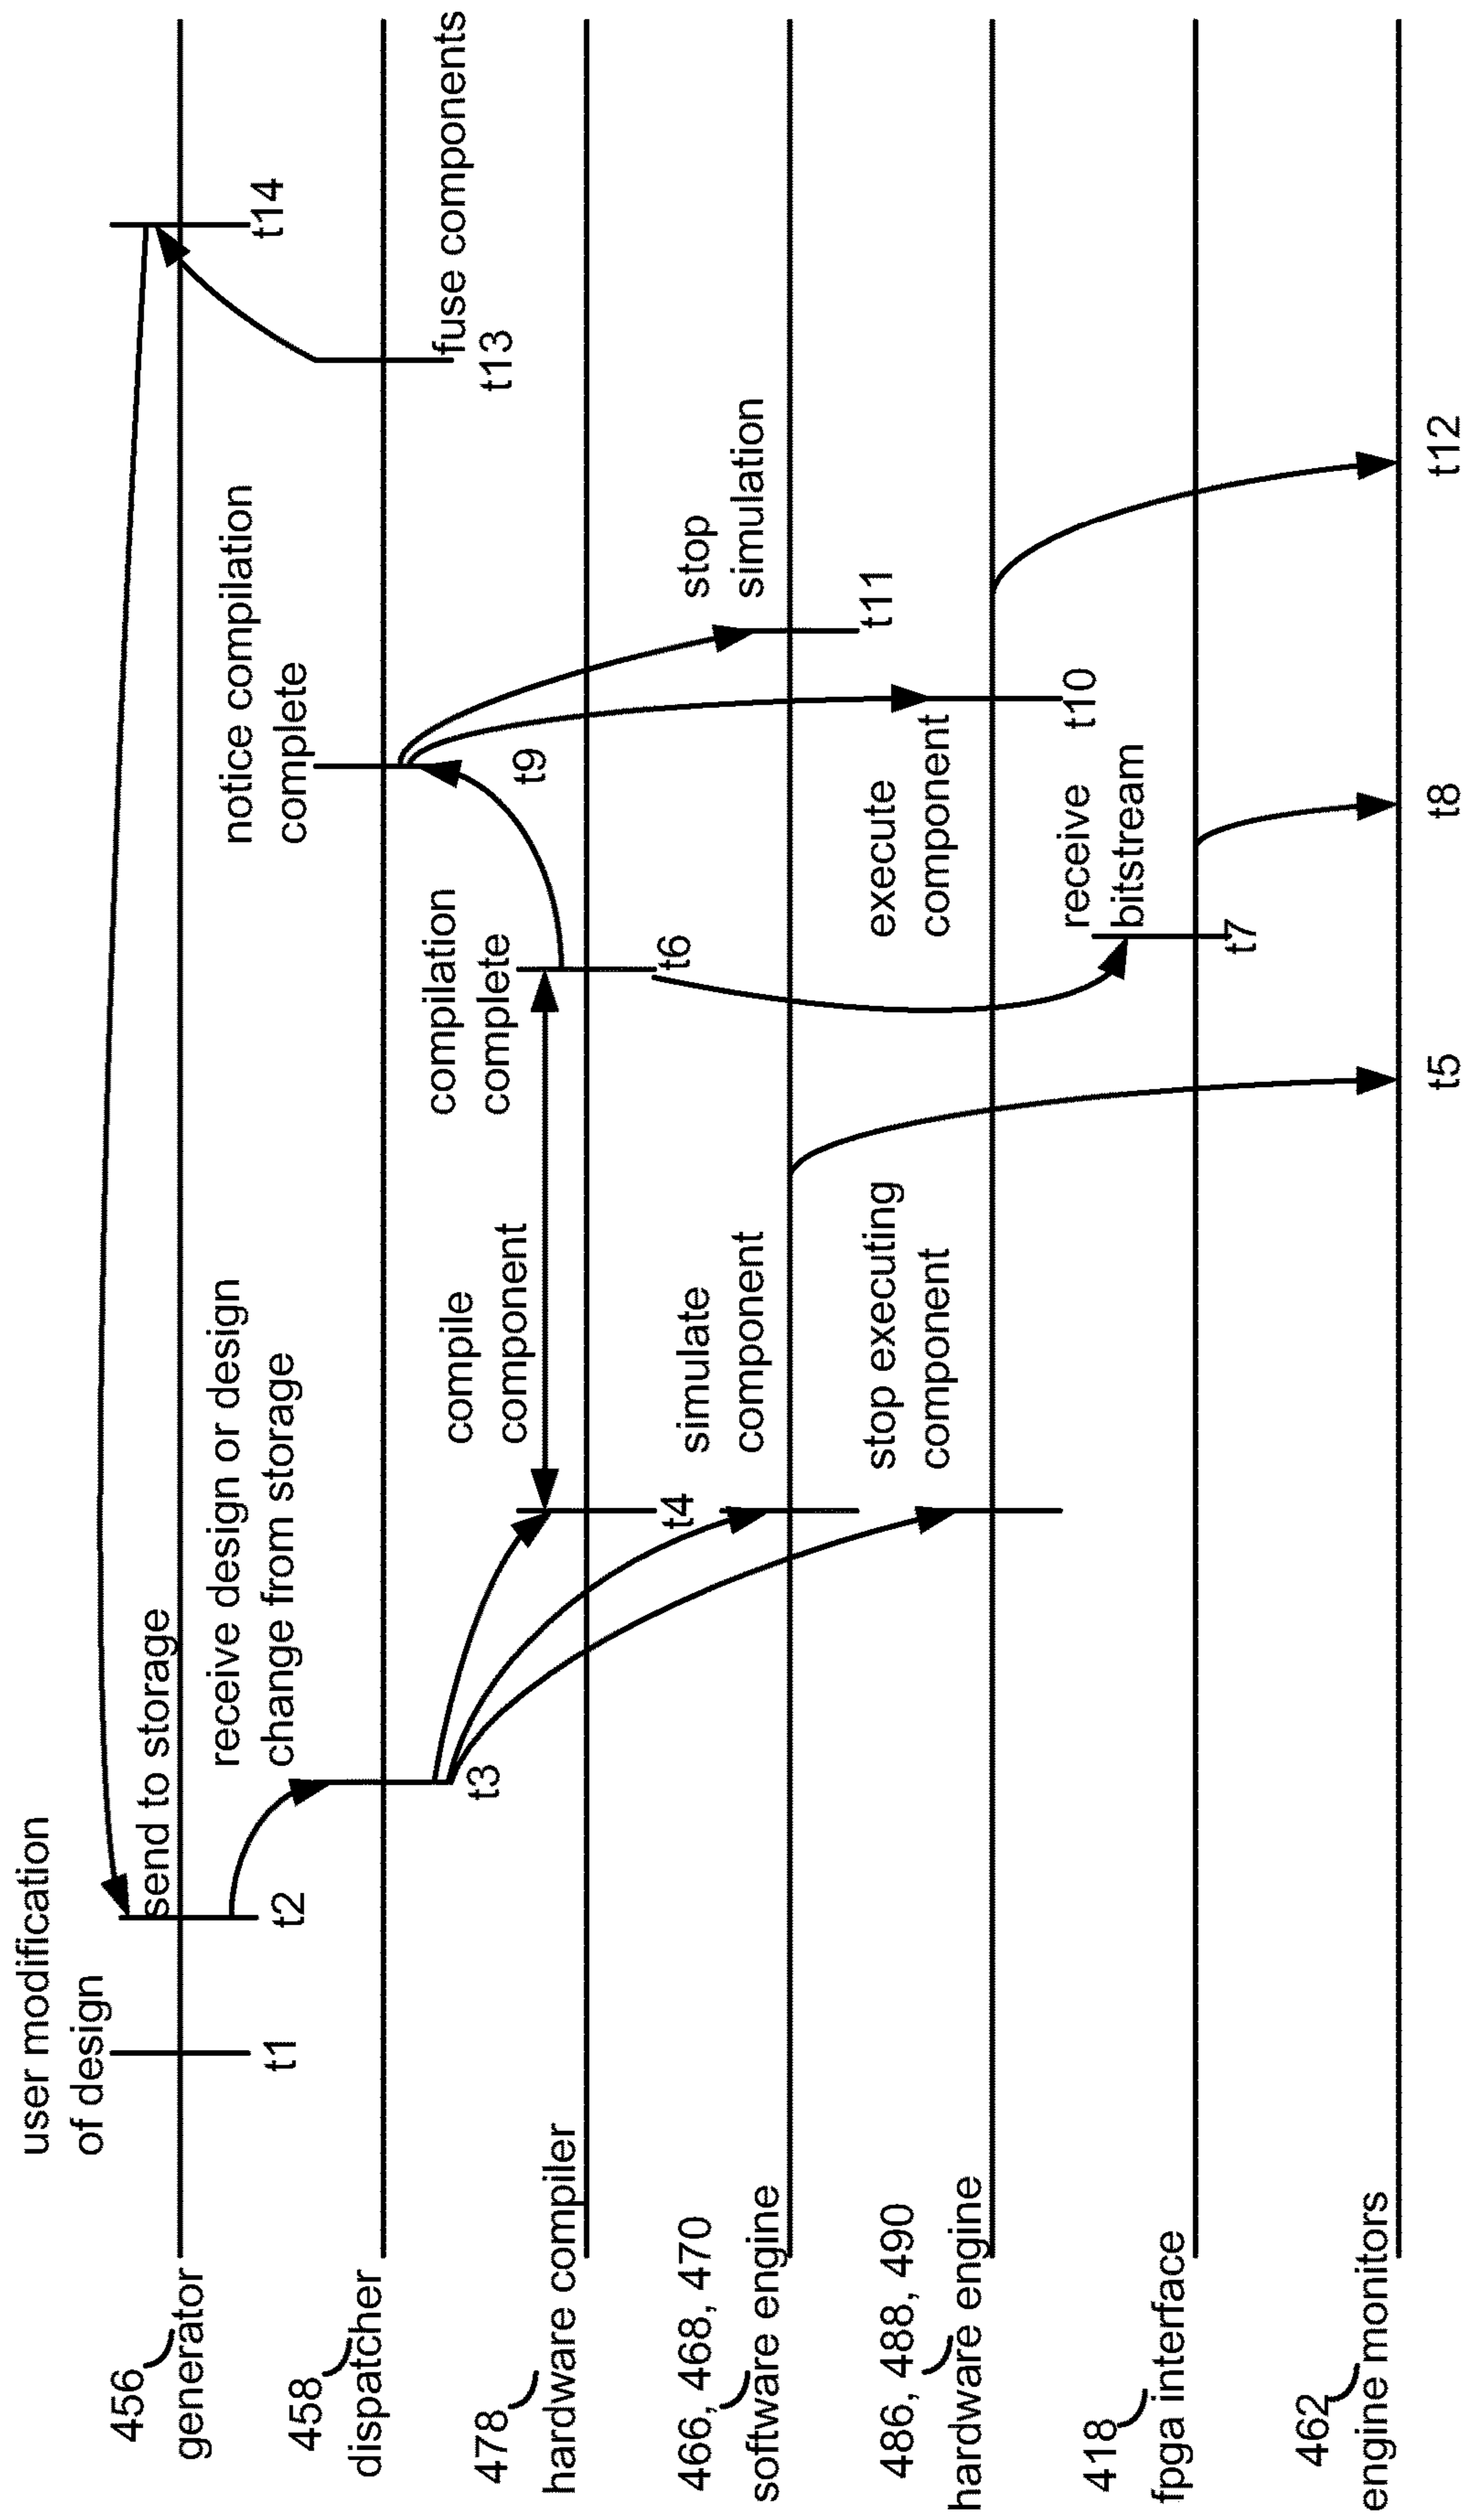 user modification
of design
t1
send to storage
t2
receive design or design
change from storage
t3
t14
notice compilation
complete
t9
fuse components
t13
456
generator
458
dispatcher
compile
component
t4
compilation
complete
t6
478
hardware compiler
simulate
component
stop
simulation
t11
466, 468, 470
software engine
stop executing
component
execute
component
t10
486, 488, 490
hardware engine
receive
bitstream
t7
418
fpga interface
462
engine monitors
t5
t8
t12